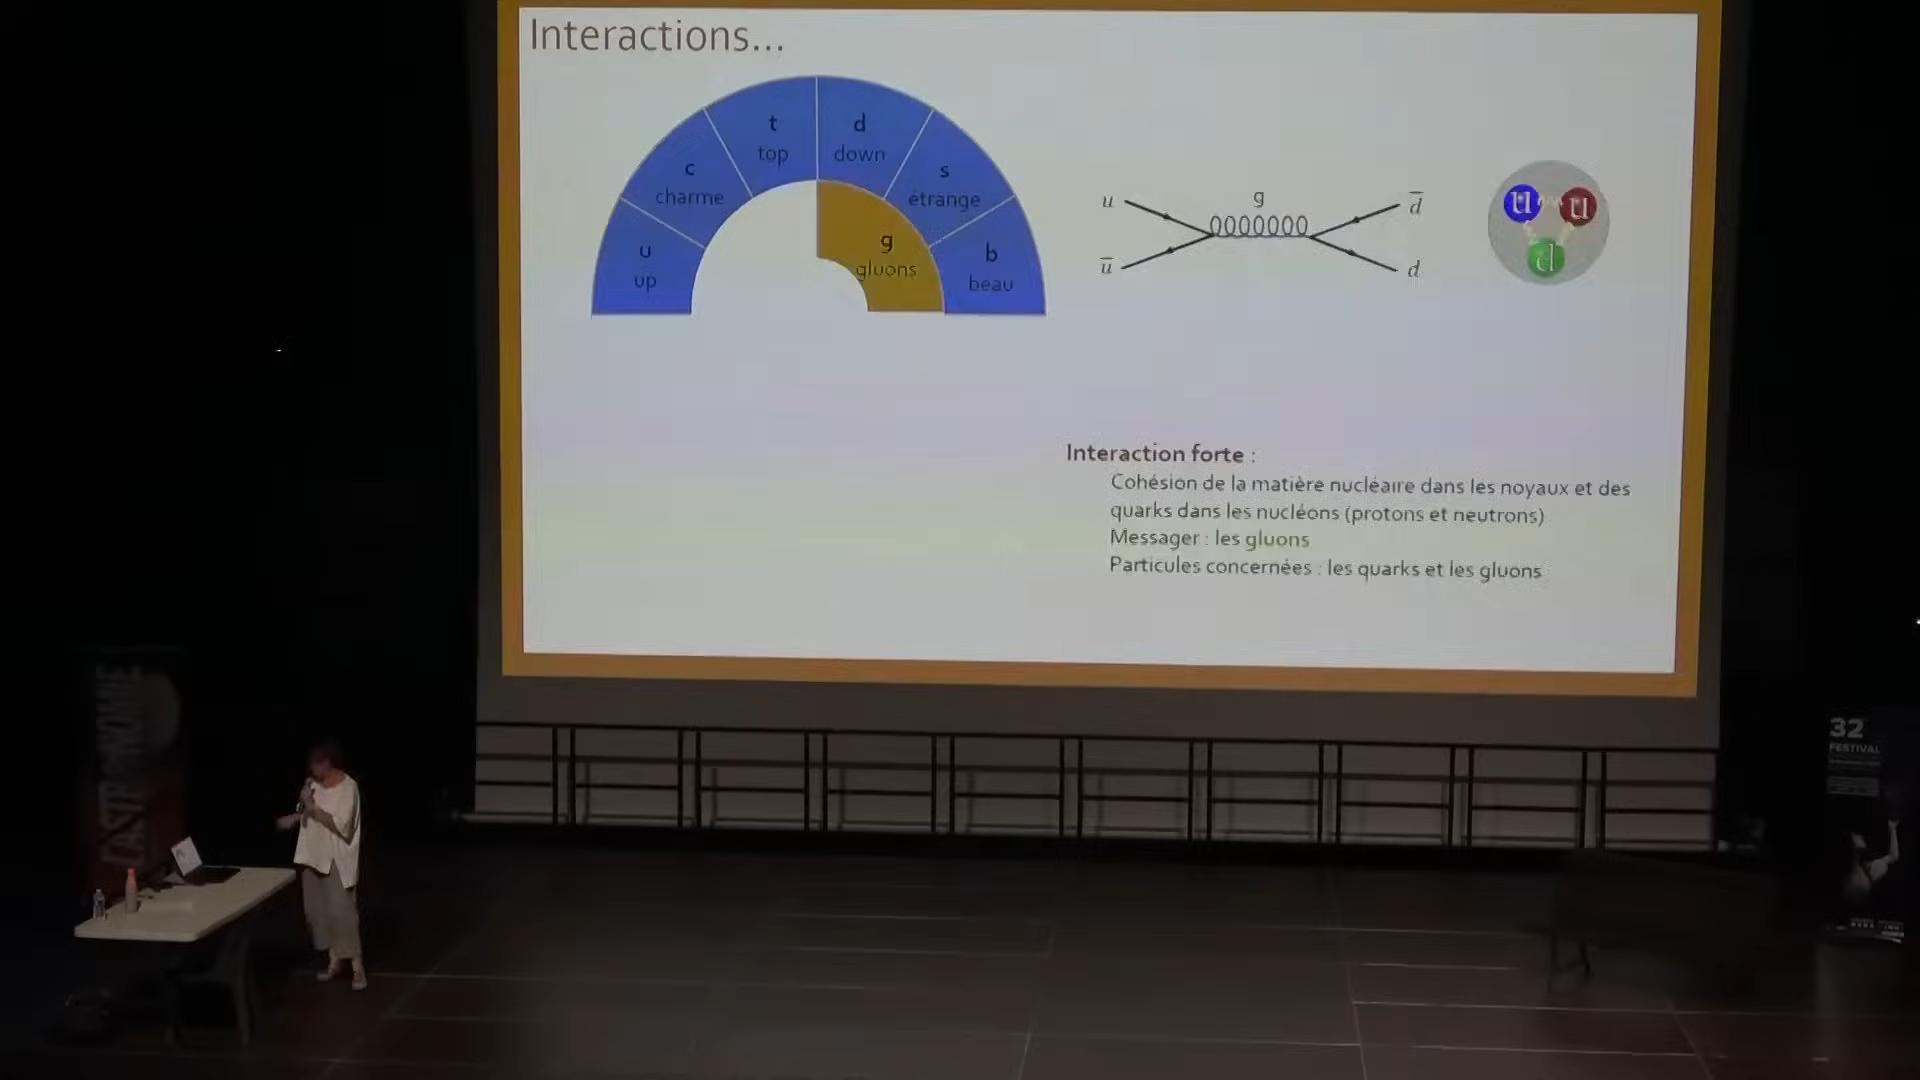 Interactions...
t
top
d
down
c
charme
s
étrange
u
up
g
gluons
b
beau
u
g
d̅
u̅
d
u
u
d
Interaction forte :
Cohésion de la matière nucléaire dans les noyaux et des
quarks dans les nucléons (protons et neutrons)
Messager : les gluons
Particules concernées : les quarks et les gluons
L'ASTRONOMIE
32
FESTIVAL